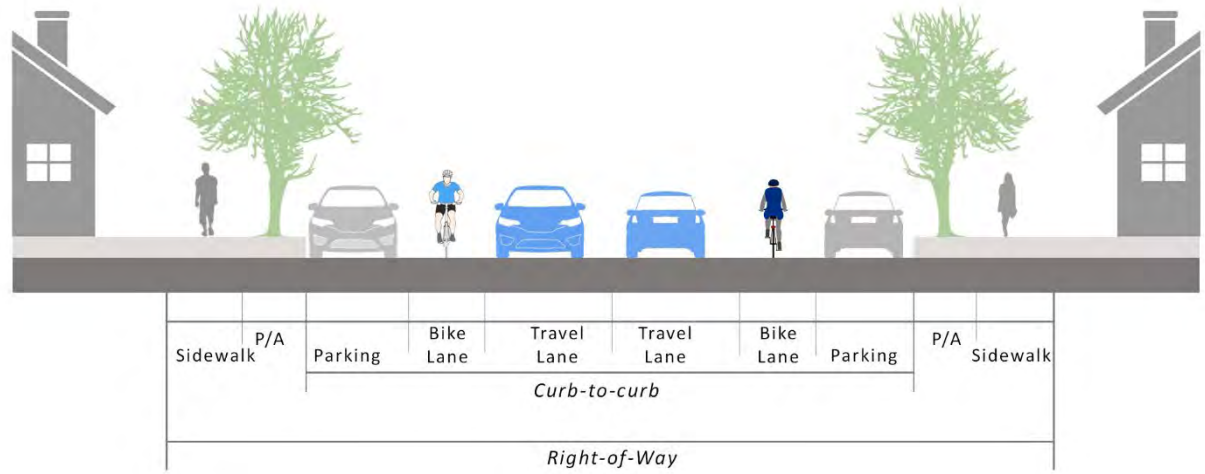 Sidewalk
P/A
Parking
Bike
Lane
Travel
Lane
Travel
Lane
Bike
Lane
Parking
P/A
Sidewalk
Curb-to-curb
Right-of-Way